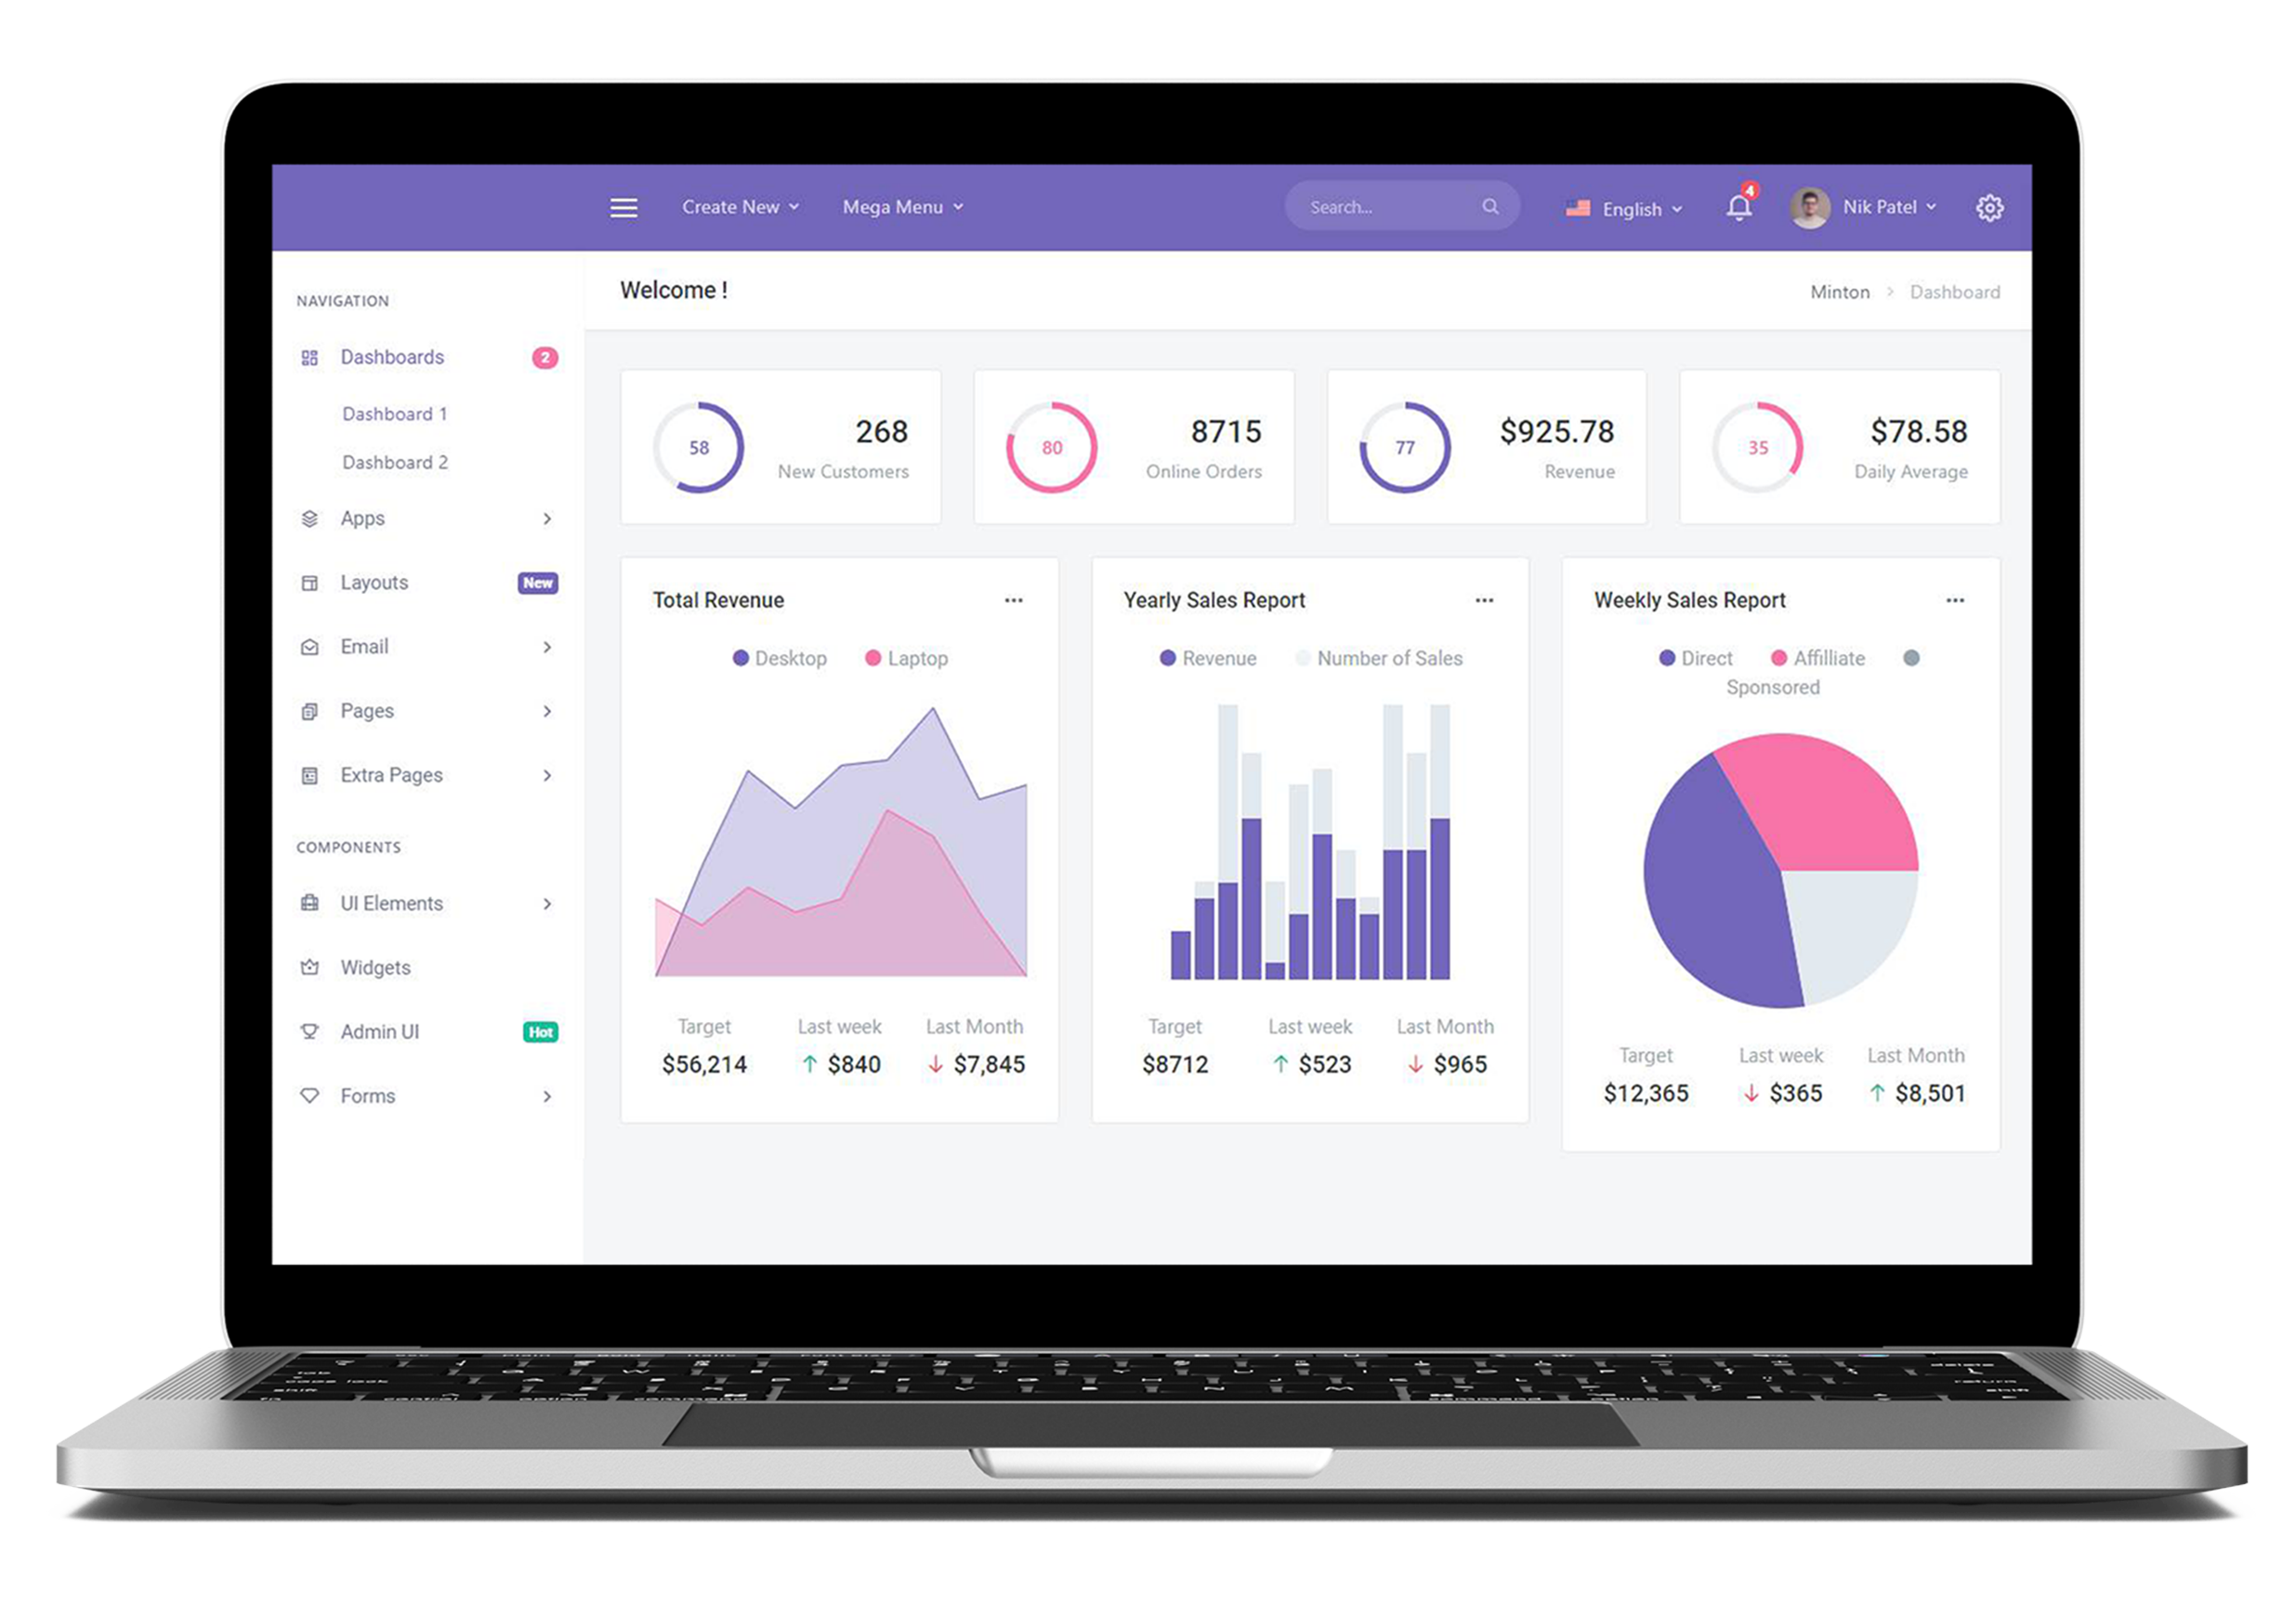 Create New
Mega Menu
Search...
English
4
Nik Patel
Welcome !
Minton
Dashboard
NAVIGATION
Dashboards 2
Dashboard 1
Dashboard 2
Apps
Layouts New
Email
Pages
Extra Pages
COMPONENTS
UI Elements
Widgets
Admin UI Hot
Forms
58
268
New Customers
80
8715
Online Orders
77
$925.78
Revenue
35
$78.58
Daily Average
Total Revenue
Desktop Laptop
Target Last week Last Month
$56,214 $840 $7,845
Yearly Sales Report
Revenue Number of Sales
Target Last week Last Month
$8712 $523 $965
Weekly Sales Report
Direct Affilliate
Sponsored
Target Last week Last Month
$12,365 $365 $8,501